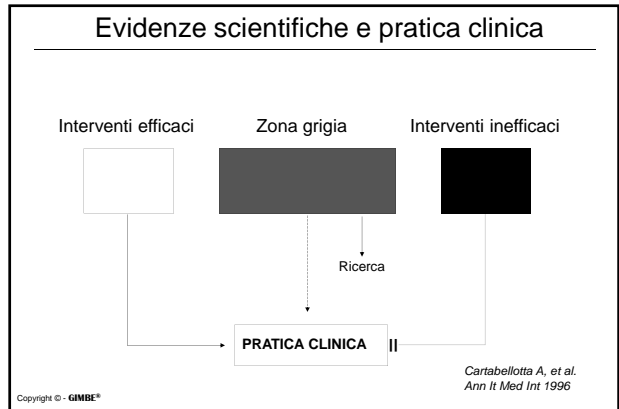 Evidenze scientifiche e pratica clinica
Interventi efficaci Zona grigia Interventi inefficaci
Ricerca
PRATICA CLINICA
Cartabellotta A, et al.
Ann It Med Int 1996
Copyright © - GIMBE®